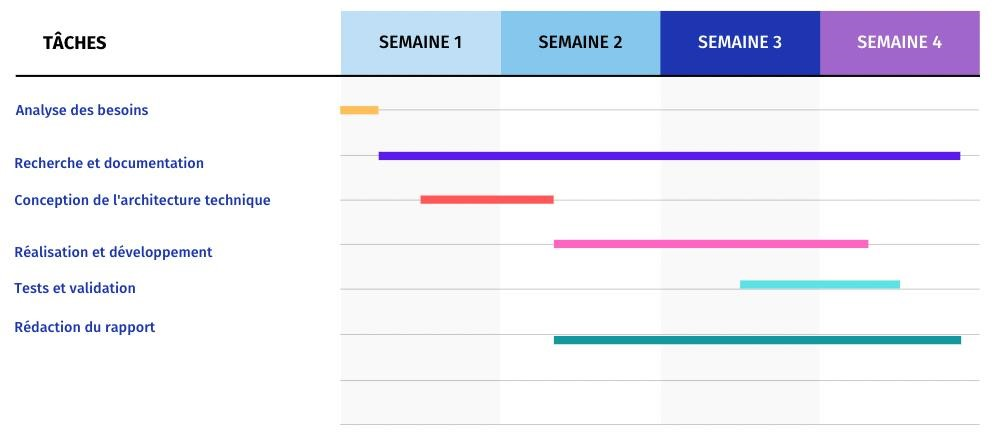 TÂCHES
SEMAINE 1
SEMAINE 2
SEMAINE 3
SEMAINE 4
Analyse des besoins
Recherche et documentation
Conception de l'architecture technique
Réalisation et développement
Tests et validation
Rédaction du rapport